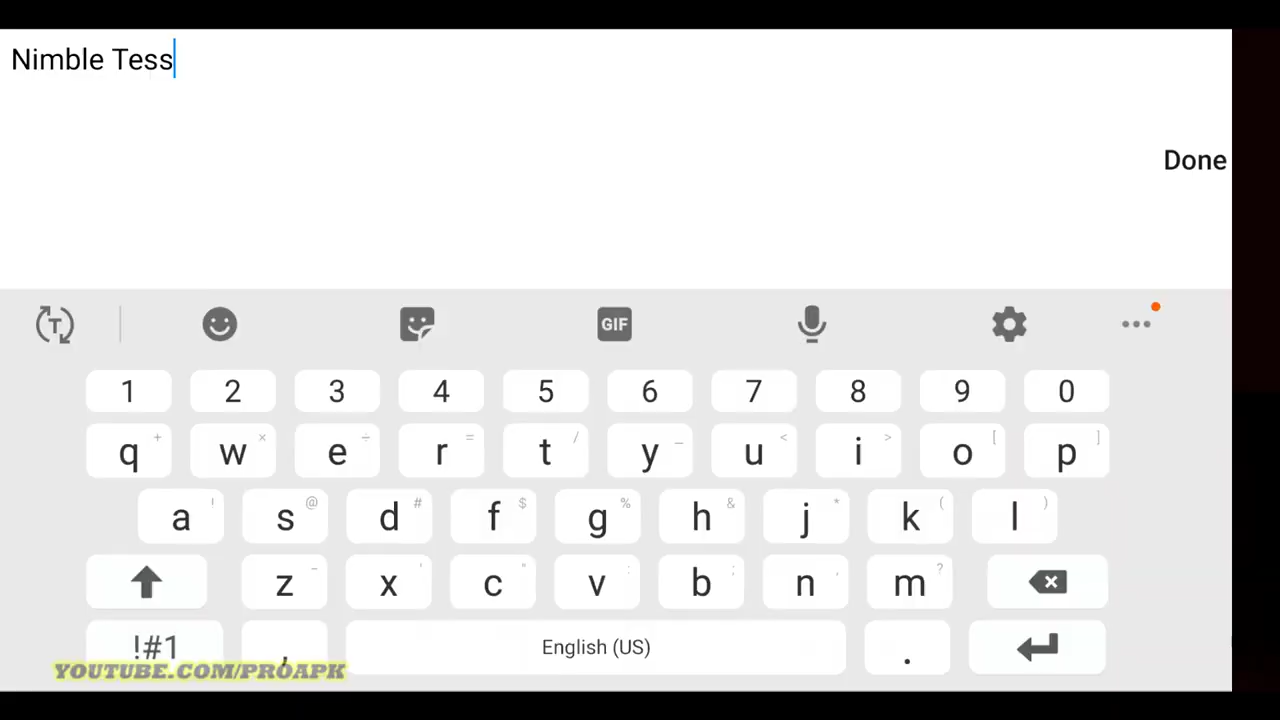 Nimble Tess
Done
T
GIF
1 2 3 4 5 6 7 8 9 0
q + w × e ÷ r = t / y _ u < i > o [ p ]
a ! s @ d # f $ g % h & j * k ( l )
z - x ' c " v : b ; n , m ?
!#1 , English (US) .
YOUTUBE.COM/PROAPK